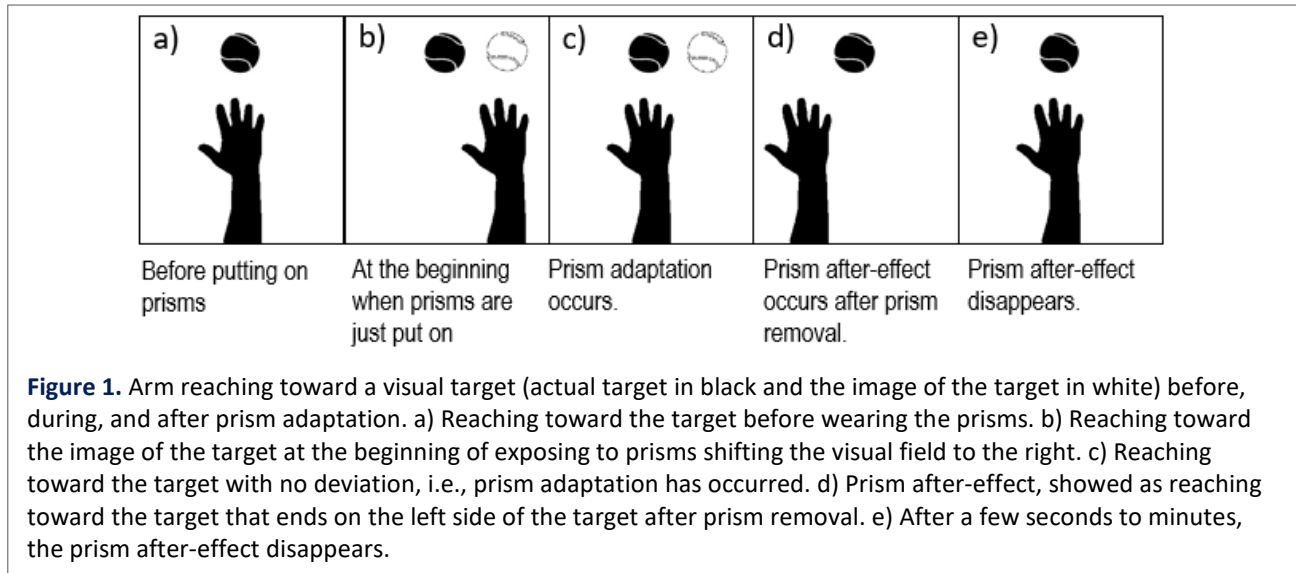 a)
b)
c)
d)
e)
Before putting on
prisms
At the beginning
when prisms are
just put on
Prism adaptation
occurs.
Prism after-effect
occurs after prism
removal.
Prism after-effect
disappears.
Figure 1. Arm reaching toward a visual target (actual target in black and the image of the target in white) before,
during, and after prism adaptation. a) Reaching toward the target before wearing the prisms. b) Reaching toward
the image of the target at the beginning of exposing to prisms shifting the visual field to the right. c) Reaching
toward the target with no deviation, i.e., prism adaptation has occurred. d) Prism after-effect, showed as reaching
toward the target that ends on the left side of the target after prism removal. e) After a few seconds to minutes,
the prism after-effect disappears.